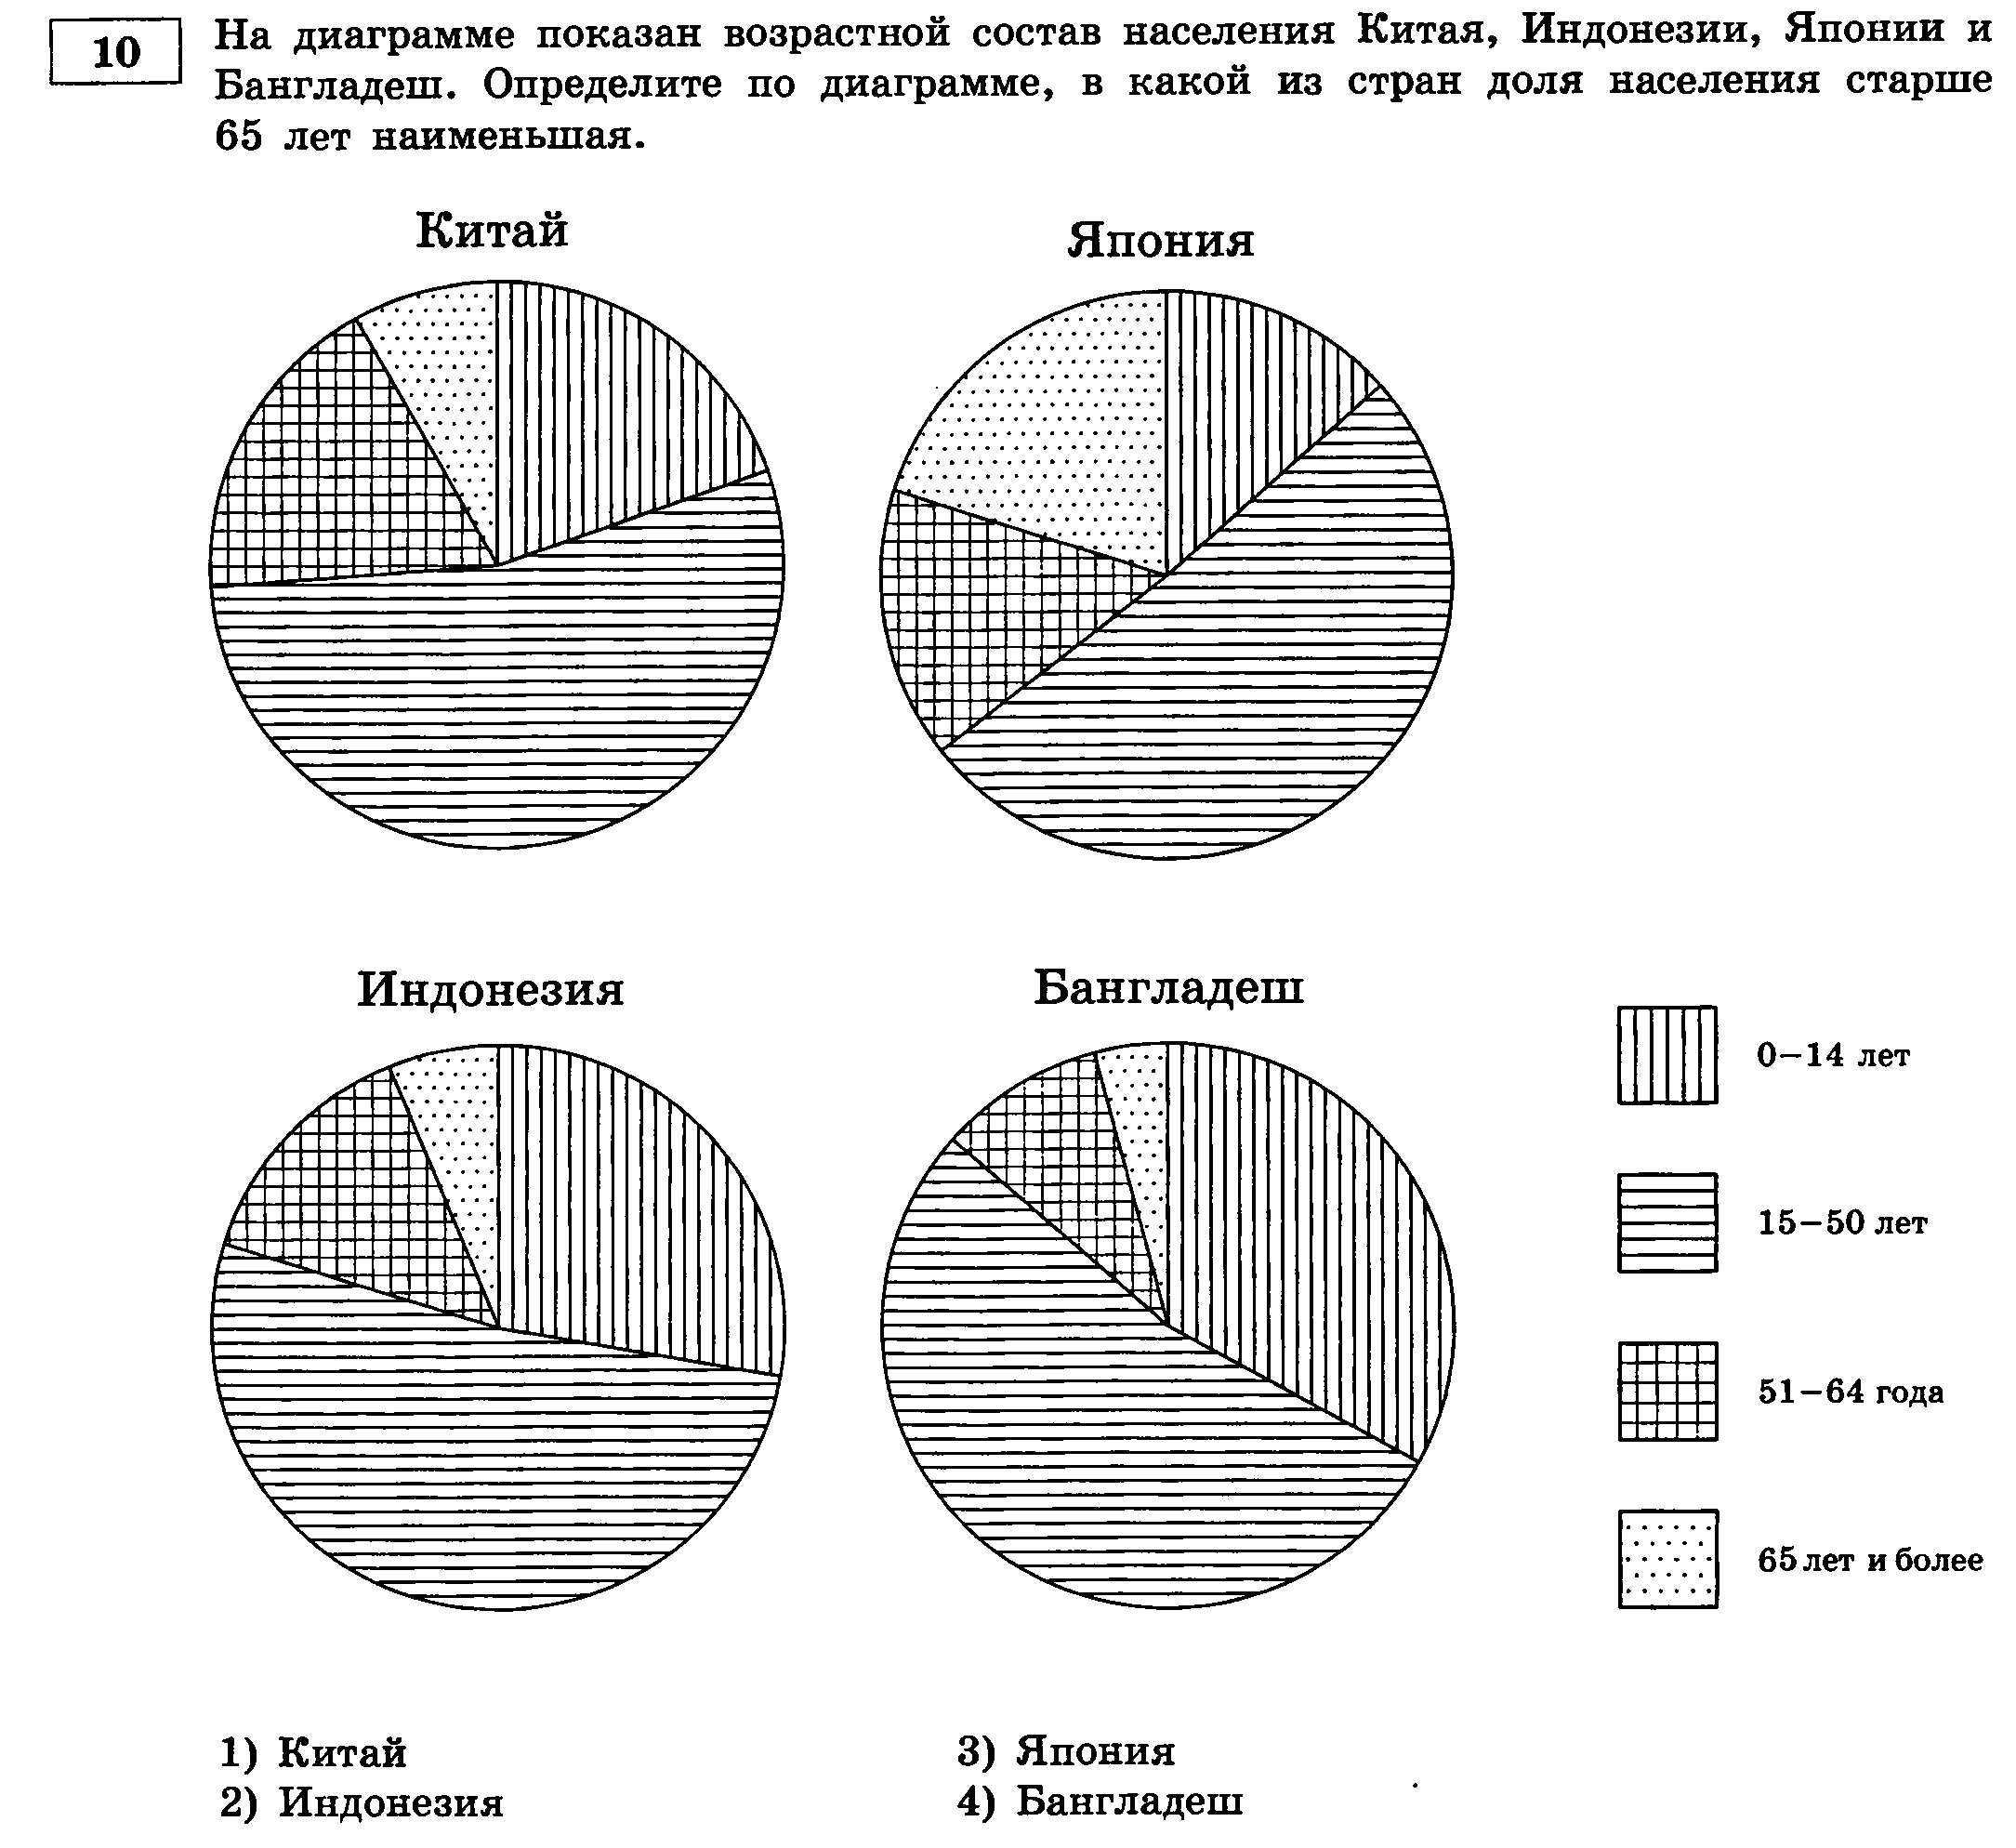 10
На диаграмме показан возрастной состав населения Китая, Индонезии, Японии и
Бангладеш. Определите по диаграмме, в какой из стран доля населения старше
65 лет наименьшая.
Китай
Япония
Индонезия
Бангладеш
0–14 лет
15–50 лет
51–64 года
65 лет и более
1) Китай
2) Индонезия
3) Япония
4) Бангладеш